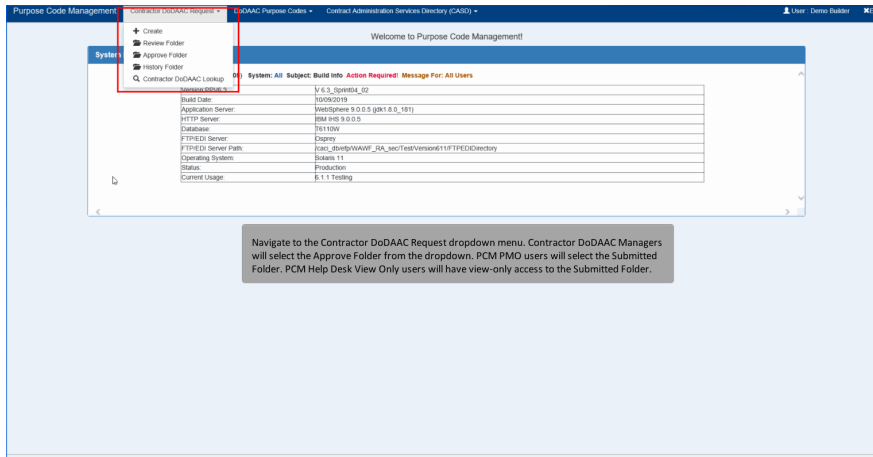 Purpose Code Management Contractor DoDAAC Request DoDAAC Purpose Codes Contract Administration Services Directory (CASD) User : Demo Builder
Create
Review Folder
Approve Folder
History Folder
Contractor DoDAAC Lookup
Welcome to Purpose Code Management!
System
System: All Subject: Build Info Action Required! Message For: All Users
V 6.3_Sprint04_02
Build Date: 10/09/2019
Application Server: WebSphere 9.0.0.5 (jdk1.8.0_181)
HTTP Server: IBM IHS 9.0.0.5
Database: T6110W
FTP/EDI Server: Osprey
FTP/EDI Server Path: /caci_db/efp/WAWF_RA_sec/Test/Version611/FTPEDIDirectory
Operating System: Solaris 11
Status: Production
Current Usage: 6.1.1 Testing
Navigate to the Contractor DoDAAC Request dropdown menu. Contractor DoDAAC Managers
will select the Approve Folder from the dropdown. PCM PMO users will select the Submitted
Folder. PCM Help Desk View Only users will have view-only access to the Submitted Folder.